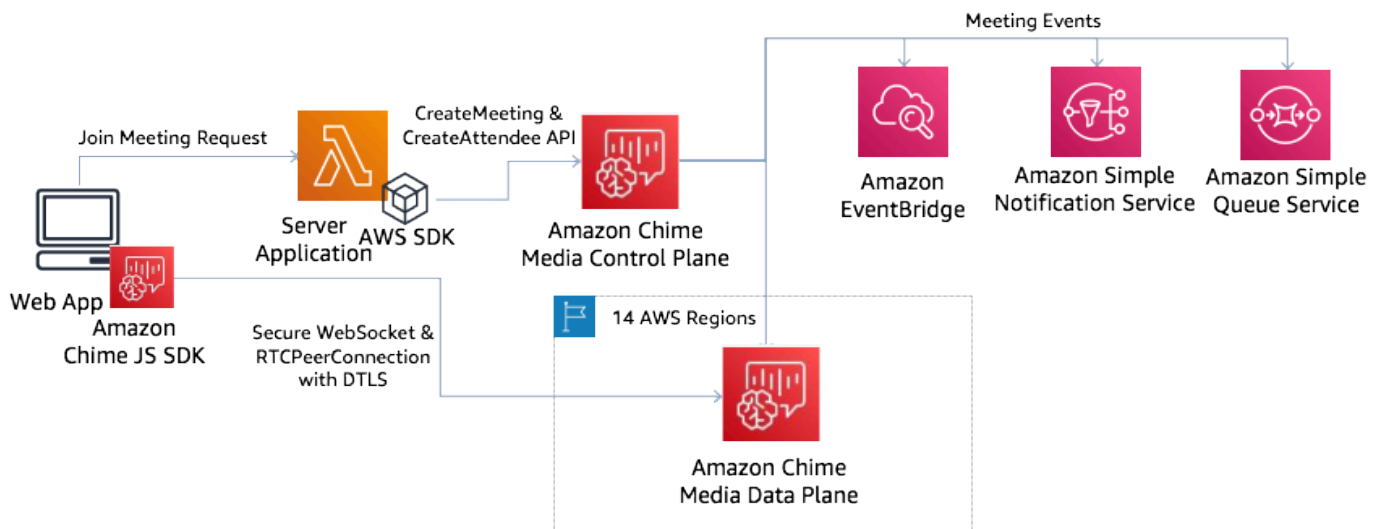 Meeting Events
Join Meeting Request
CreateMeeting &
CreateAttendee API
Server
Application
AWS SDK
Amazon Chime
Media Control Plane
Amazon
EventBridge
Amazon Simple
Notification Service
Amazon Simple
Queue Service
Web App
Amazon
Chime JS SDK
Secure WebSocket &
RTCPeerConnection
with DTLS
14 AWS Regions
Amazon Chime
Media Data Plane